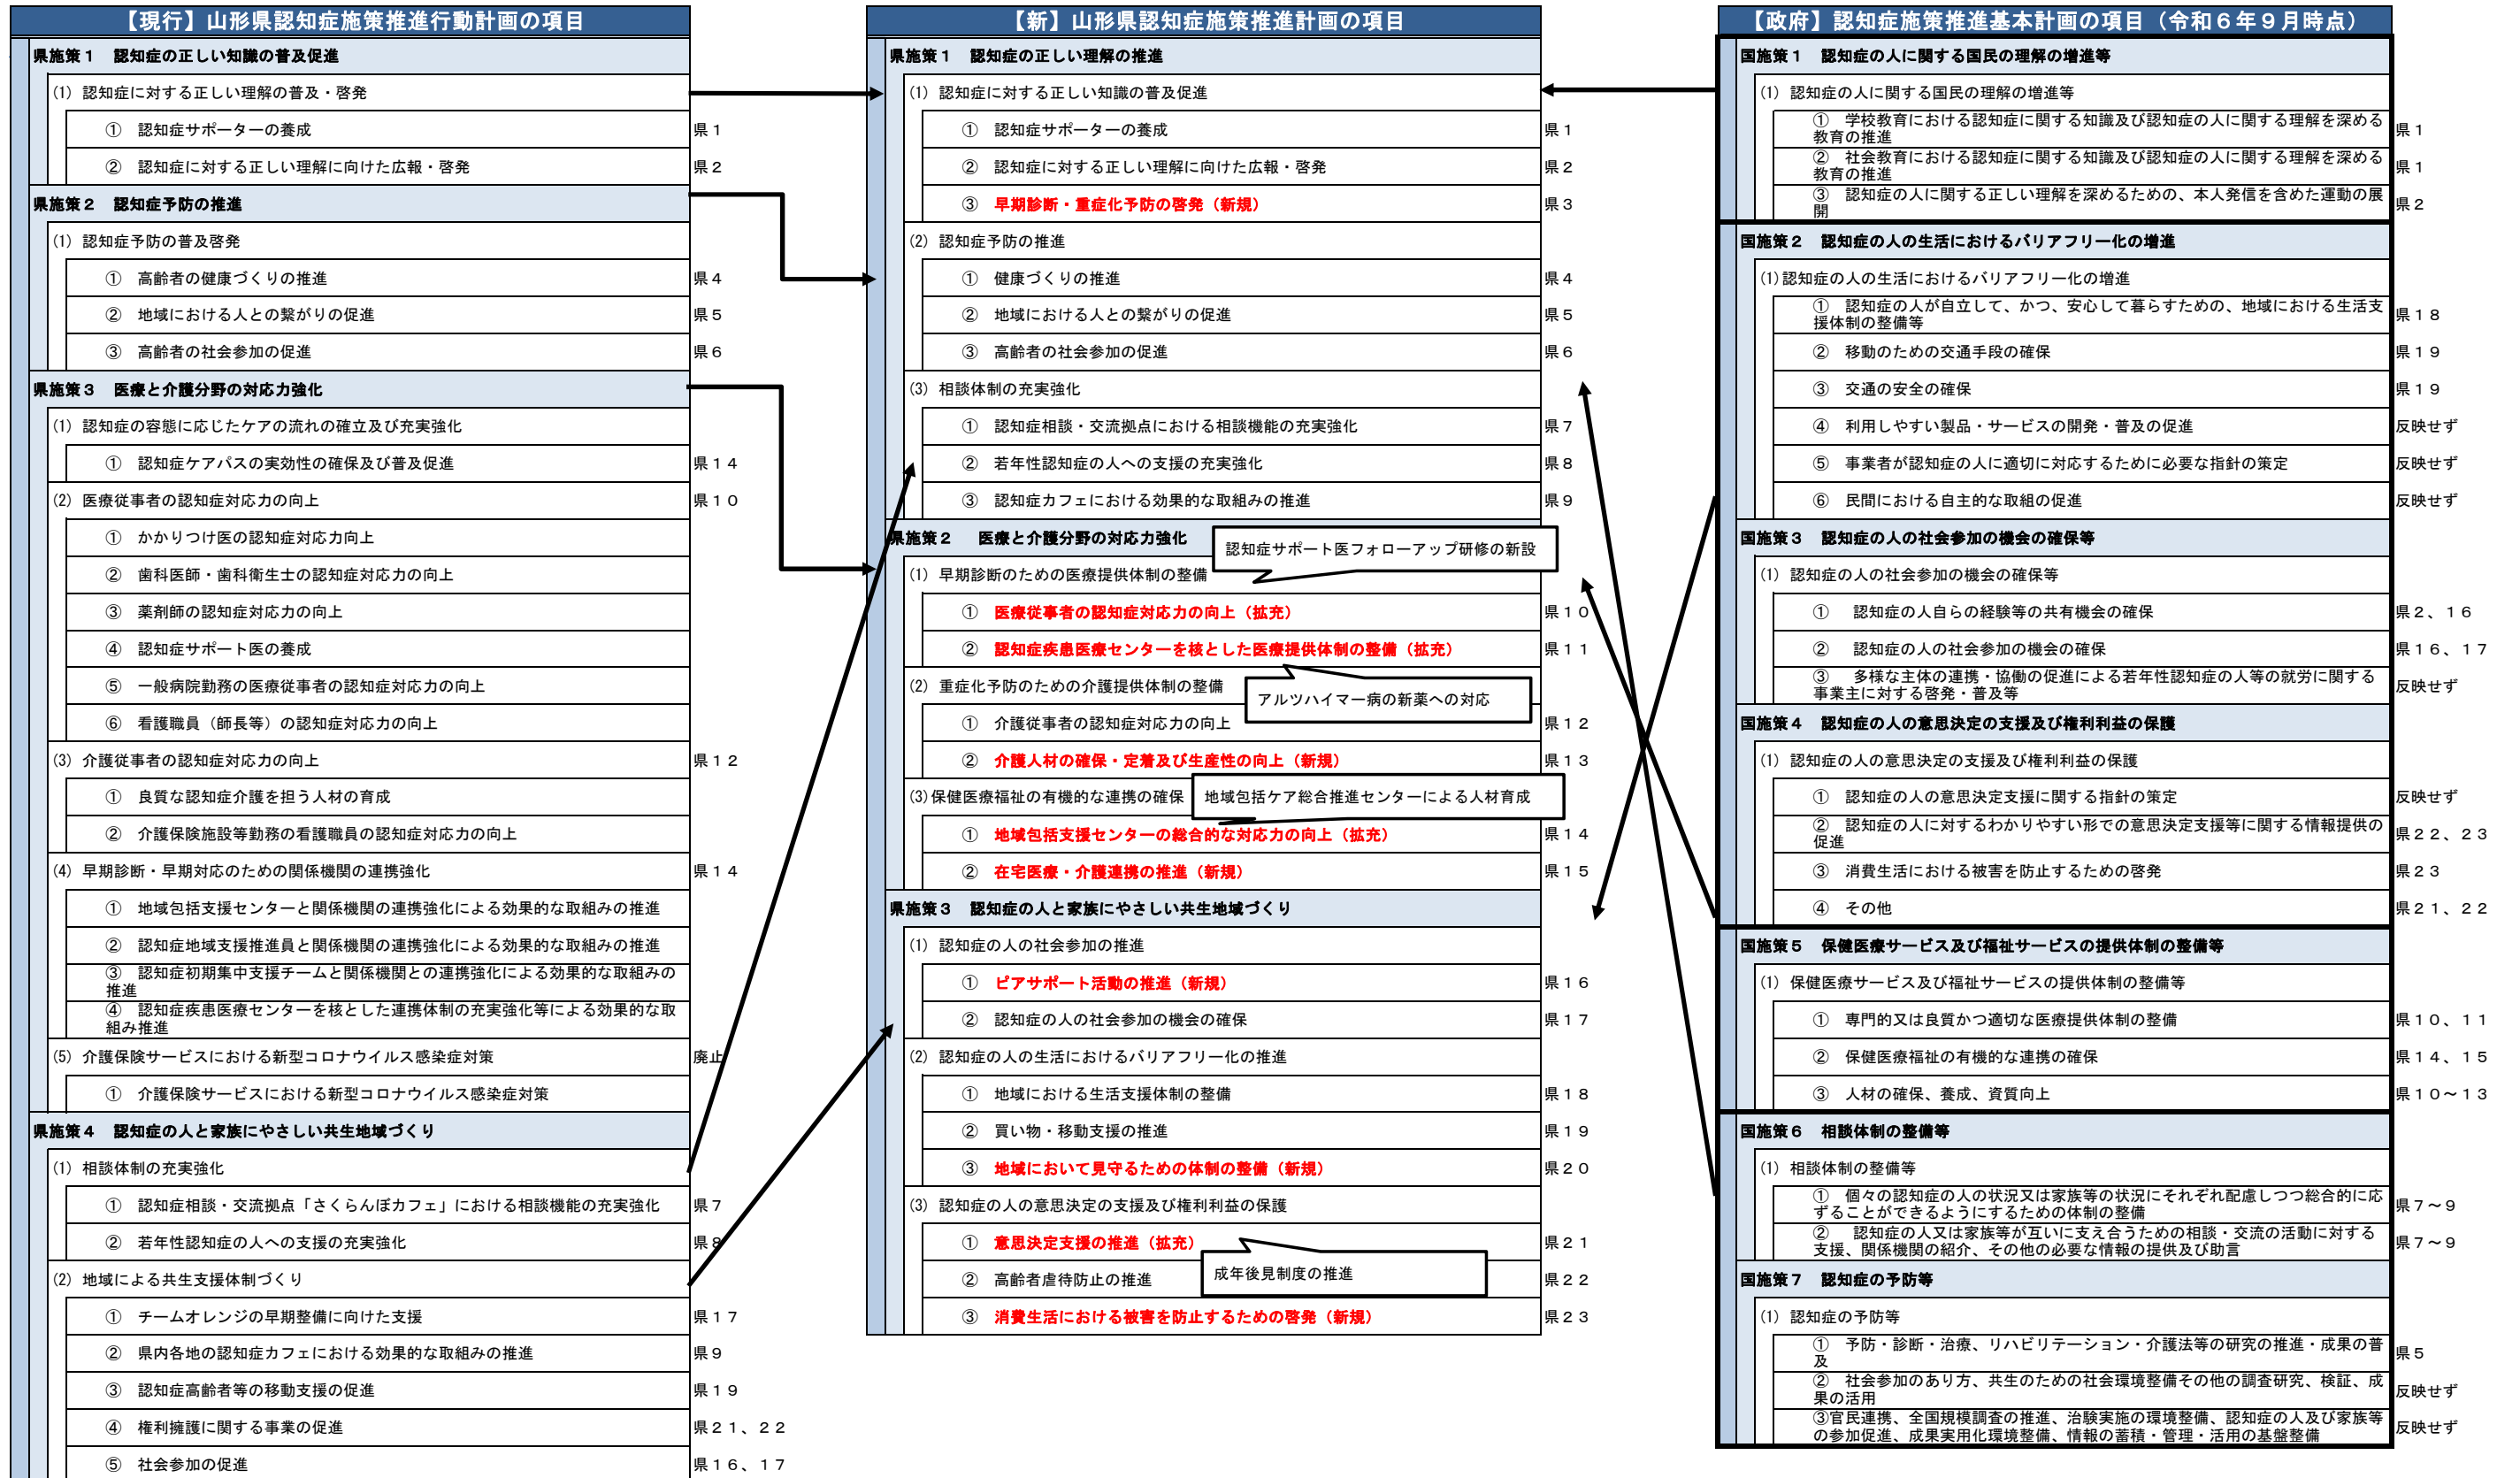 【現行】山形県認知症施策推進行動計画の項目
県施策１　認知症の正しい知識の普及促進
(1) 認知症に対する正しい理解の普及・啓発
①　認知症サポーターの養成　県１
②　認知症に対する正しい理解に向けた広報・啓発　県２
県施策２　認知症予防の推進
(1) 認知症予防の普及啓発
①　高齢者の健康づくりの推進　県４
②　地域における人との繋がりの促進　県５
③　高齢者の社会参加の促進　県６
県施策３　医療と介護分野の対応力強化
(1) 認知症の容態に応じたケアの流れの確立及び充実強化
①　認知症ケアパスの実効性の確保及び普及促進　県１４
(2) 医療従事者の認知症対応力の向上　県１０
①　かかりつけ医の認知症対応力向上
②　歯科医師・歯科衛生士の認知症対応力の向上
③　薬剤師の認知症対応力の向上
④　認知症サポート医の養成
⑤　一般病院勤務の医療従事者の認知症対応力の向上
⑥　看護職員（師長等）の認知症対応力の向上
(3) 介護従事者の認知症対応力の向上　県１２
①　良質な認知症介護を担う人材の育成
②　介護保険施設等勤務の看護職員の認知症対応力の向上
(4) 早期診断・早期対応のための関係機関の連携強化　県１４
①　地域包括支援センターと関係機関の連携強化による効果的な取組みの推進
②　認知症地域支援推進員と関係機関の連携強化による効果的な取組みの推進
③　認知症初期集中支援チームと関係機関との連携強化による効果的な取組みの
推進
④　認知症疾患医療センターを核とした連携体制の充実強化等による効果的な取
組み推進
(5) 介護保険サービスにおける新型コロナウイルス感染症対策　廃止
①　介護保険サービスにおける新型コロナウイルス感染症対策
県施策４　認知症の人と家族にやさしい共生地域づくり
(1) 相談体制の充実強化
①　認知症相談・交流拠点「さくらんぼカフェ」における相談機能の充実強化　県７
②　若年性認知症の人への支援の充実強化　県８
(2) 地域による共生支援体制づくり
①　チームオレンジの早期整備に向けた支援　県１７
②　県内各地の認知症カフェにおける効果的な取組みの推進　県９
③　認知症高齢者等の移動支援の促進　県１９
④　権利擁護に関する事業の促進　県２１、２２
⑤　社会参加の促進　県１６、１７
【新】山形県認知症施策推進計画の項目
県施策１　認知症の正しい理解の推進
(1) 認知症に対する正しい知識の普及促進
①　認知症サポーターの養成　県１
②　認知症に対する正しい理解に向けた広報・啓発　県２
③　早期診断・重症化予防の啓発（新規）　県３
(2) 認知症予防の推進
①　健康づくりの推進　県４
②　地域における人との繋がりの促進　県５
③　高齢者の社会参加の促進　県６
(3) 相談体制の充実強化
①　認知症相談・交流拠点における相談機能の充実強化　県７
②　若年性認知症の人への支援の充実強化　県８
③　認知症カフェにおける効果的な取組みの推進　県９
県施策２　医療と介護分野の対応力強化
認知症サポート医フォローアップ研修の新設
(1) 早期診断のための医療提供体制の整備
①　医療従事者の認知症対応力の向上（拡充）　県１０
②　認知症疾患医療センターを核とした医療提供体制の整備（拡充）　県１１
(2) 重症化予防のための介護提供体制の整備
アルツハイマー病の新薬への対応
①　介護従事者の認知症対応力の向上　県１２
②　介護人材の確保・定着及び生産性の向上（新規）　県１３
(3)保健医療福祉の有機的な連携の確保
地域包括ケア総合推進センターによる人材育成
①　地域包括支援センターの総合的な対応力の向上（拡充）　県１４
②　在宅医療・介護連携の推進（新規）　県１５
県施策３　認知症の人と家族にやさしい共生地域づくり
(1) 認知症の人の社会参加の推進
①　ピアサポート活動の推進（新規）　県１６
②　認知症の人の社会参加の機会の確保　県１７
(2) 認知症の人の生活におけるバリアフリー化の推進
①　地域における生活支援体制の整備　県１８
②　買い物・移動支援の推進　県１９
③　地域において見守るための体制の整備（新規）　県２０
(3) 認知症の人の意思決定の支援及び権利利益の保護
①　意思決定支援の推進（拡充）　県２１
②　高齢者虐待防止の推進　県２２
成年後見制度の推進
③　消費生活における被害を防止するための啓発（新規）　県２３
【政府】認知症施策推進基本計画の項目（令和６年９月時点）
国施策１　認知症の人に関する国民の理解の増進等
(1) 認知症の人に関する国民の理解の増進等
①　学校教育における認知症に関する知識及び認知症の人に関する理解を深める
教育の推進　県１
②　社会教育における認知症に関する知識及び認知症の人に関する理解を深める
教育の推進　県１
③　認知症の人に関する正しい理解を深めるための、本人発信を含めた運動の展
開　県２
国施策２　認知症の人の生活におけるバリアフリー化の増進
(1)認知症の人の生活におけるバリアフリー化の増進
①　認知症の人が自立して、かつ、安心して暮らすための、地域における生活支
援体制の整備等　県１８
②　移動のための交通手段の確保　県１９
③　交通の安全の確保　県１９
④　利用しやすい製品・サービスの開発・普及の促進　反映せず
⑤　事業者が認知症の人に適切に対応するために必要な指針の策定　反映せず
⑥　民間における自主的な取組の促進　反映せず
国施策３　認知症の人の社会参加の機会の確保等
(1) 認知症の人の社会参加の機会の確保等
①　認知症の人自らの経験等の共有機会の確保　県２、１６
②　認知症の人の社会参加の機会の確保　県１６、１７
③　多様な主体の連携・協働の促進による若年性認知症の人等の就労に関する
事業主に対する啓発・普及等　反映せず
国施策４　認知症の人の意思決定の支援及び権利利益の保護
(1) 認知症の人の意思決定の支援及び権利利益の保護
①　認知症の人の意思決定支援に関する指針の策定　反映せず
②　認知症の人に対するわかりやすい形での意思決定支援等に関する情報提供の
促進　県２２、２３
③　消費生活における被害を防止するための啓発　県２３
④　その他　県２１、２２
国施策５　保健医療サービス及び福祉サービスの提供体制の整備等
(1) 保健医療サービス及び福祉サービスの提供体制の整備等
①　専門的又は良質かつ適切な医療提供体制の整備　県１０、１１
②　保健医療福祉の有機的な連携の確保　県１４、１５
③　人材の確保、養成、資質向上　県１０～１３
国施策６　相談体制の整備等
(1) 相談体制の整備等
①　個々の認知症の人の状況又は家族等の状況にそれぞれ配慮しつつ総合的に応
ずることができるようにするための体制の整備　県７～９
②　認知症の人又は家族等が互いに支え合うための相談・交流の活動に対する
支援、関係機関の紹介、その他の必要な情報の提供及び助言　県７～９
国施策７　認知症の予防等
(1) 認知症の予防等
①　予防・診断・治療、リハビリテーション・介護法等の研究の推進・成果の普
及　県５
②　社会参加のあり方、共生のための社会環境整備その他の調査研究、検証、成
果の活用　反映せず
③官民連携、全国規模調査の推進、治験実施の環境整備、認知症の人及び家族等
の参加促進、成果実用化環境整備、情報の蓄積・管理・活用の基盤整備　反映せず